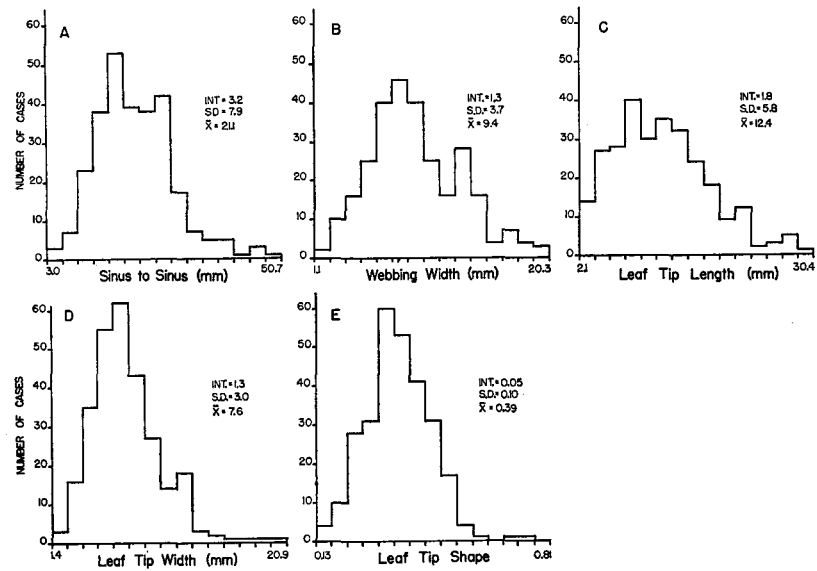 A
NUMBER OF CASES
60
50
40
30
20
10
0
INT = 3.2
SD = 7.9
X̄ = 21.1
3.0
50.7
Sinus to Sinus (mm)
B
60
50
40
30
20
10
0
INT. = 1.3
S.D. = 3.7
X̄ = 9.4
1.1
20.3
Webbing Width (mm)
C
60
50
40
30
20
10
0
INT. = 1.8
S.D. = 5.8
X̄ = 12.4
2.1
30.4
Leaf Tip Length (mm)
D
NUMBER OF CASES
60
50
40
30
20
10
0
INT. = 1.3
S.D. = 3.0
X̄ = 7.6
1.4
20.9
Leaf Tip Width (mm)
E
60
50
40
30
20
10
0
INT. = 0.05
S.D. = 0.10
X̄ = 0.39
0.13
0.81
Leaf Tip Shape